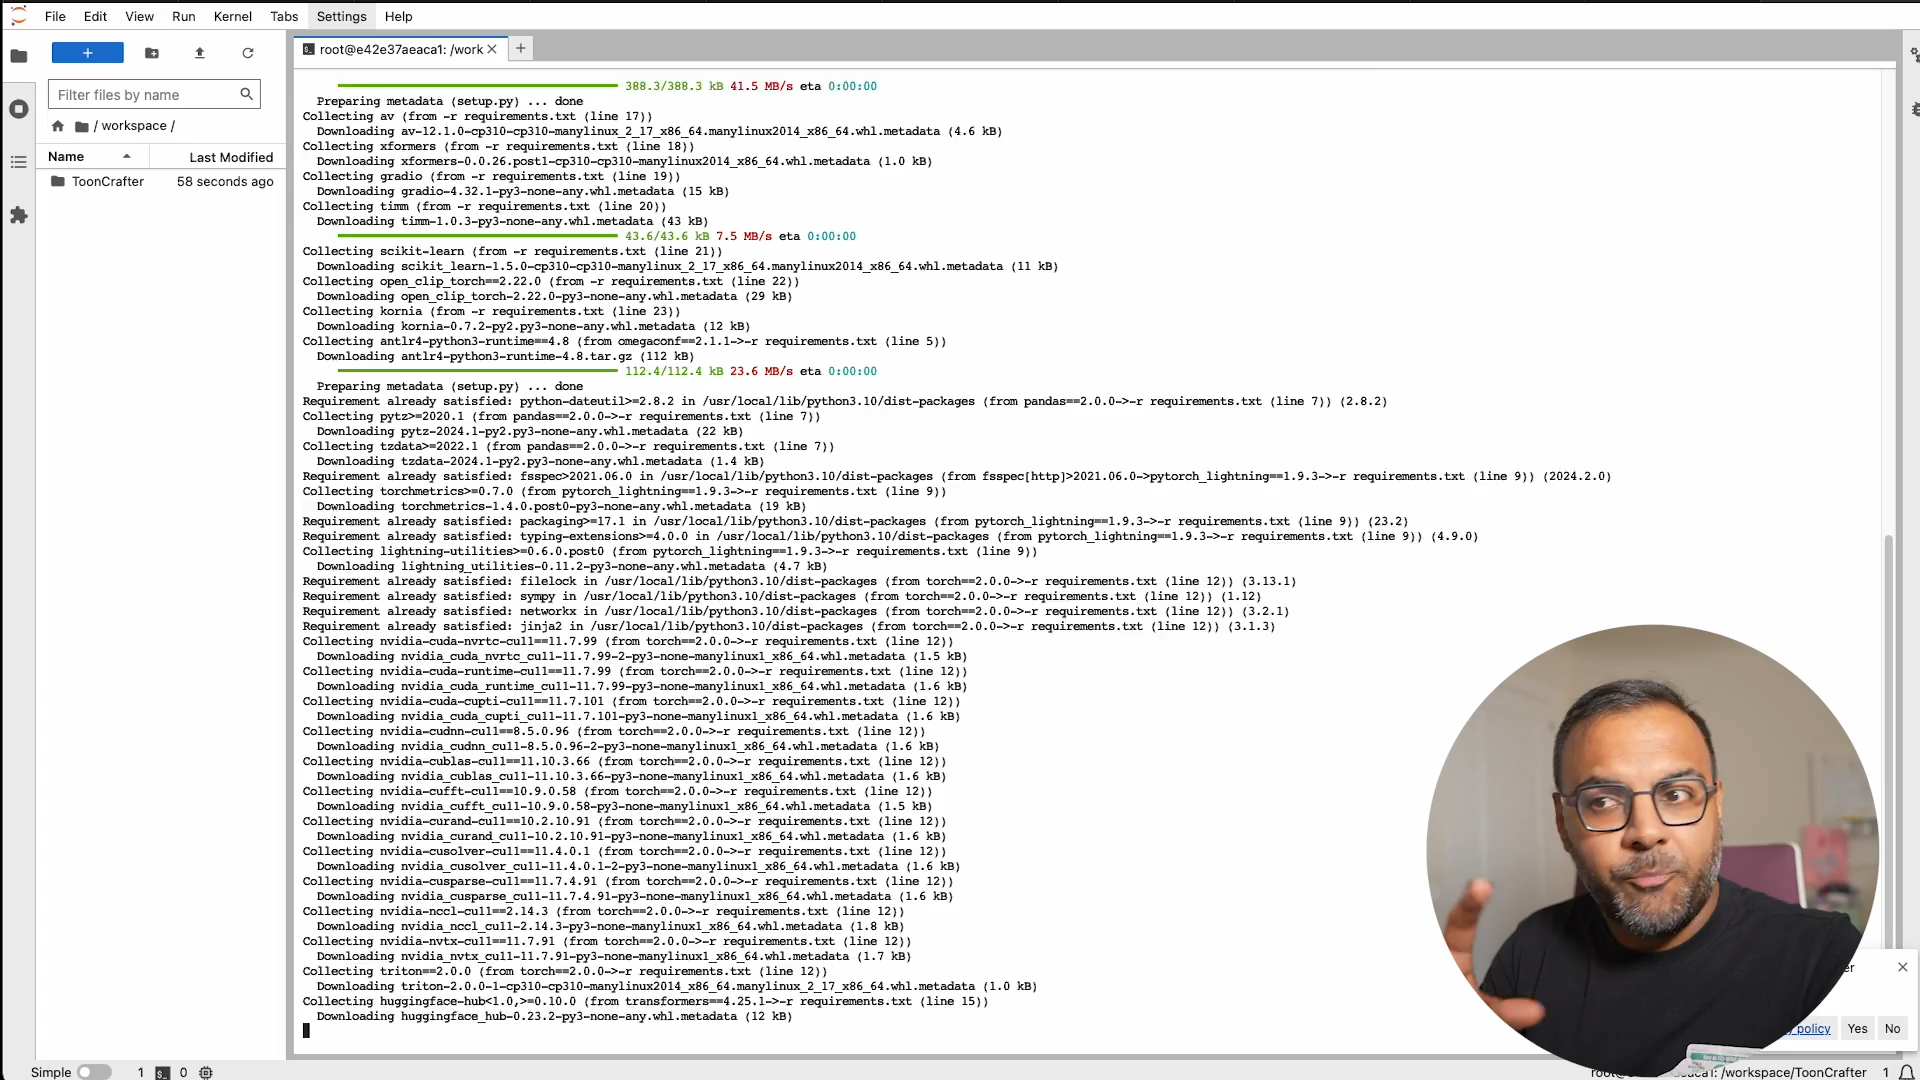 File Edit View Run Kernel Tabs Settings Help
root@e42e37aeaca1: /work
Filter files by name
/ workspace /
Name Last Modified
ToonCrafter 58 seconds ago
388.3/388.3 kB 41.5 MB/s eta 0:00:00
Preparing metadata (setup.py) ... done
Collecting av (from -r requirements.txt (line 17))
Downloading av-12.1.0-cp310-cp310-manylinux_2_17_x86_64.manylinux2014_x86_64.whl.metadata (4.6 kB)
Collecting xformers (from -r requirements.txt (line 18))
Downloading xformers-0.0.26.post1-cp310-cp310-manylinux2014_x86_64.whl.metadata (1.0 kB)
Collecting gradio (from -r requirements.txt (line 19))
Downloading gradio-4.32.1-py3-none-any.whl.metadata (15 kB)
Collecting timm (from -r requirements.txt (line 20))
Downloading timm-1.0.3-py3-none-any.whl.metadata (43 kB)
43.6/43.6 kB 7.5 MB/s eta 0:00:00
Collecting scikit-learn (from -r requirements.txt (line 21))
Downloading scikit_learn-1.5.0-cp310-cp310-manylinux_2_17_x86_64.manylinux2014_x86_64.whl.metadata (11 kB)
Collecting open_clip_torch==2.22.0 (from -r requirements.txt (line 22))
Downloading open_clip_torch-2.22.0-py3-none-any.whl.metadata (29 kB)
Collecting kornia (from -r requirements.txt (line 23))
Downloading kornia-0.7.2-py2.py3-none-any.whl.metadata (12 kB)
Collecting antlr4-python3-runtime==4.8 (from omegaconf==2.1.1->-r requirements.txt (line 5))
Downloading antlr4-python3-runtime-4.8.tar.gz (112 kB)
112.4/112.4 kB 23.6 MB/s eta 0:00:00
Preparing metadata (setup.py) ... done
Requirement already satisfied: python-dateutil>=2.8.2 in /usr/local/lib/python3.10/dist-packages (from pandas==2.0.0->-r requirements.txt (line 7)) (2.8.2)
Collecting pytz>=2020.1 (from pandas==2.0.0->-r requirements.txt (line 7))
Downloading pytz-2024.1-py2.py3-none-any.whl.metadata (22 kB)
Collecting tzdata>=2022.1 (from pandas==2.0.0->-r requirements.txt (line 7))
Downloading tzdata-2024.1-py2.py3-none-any.whl.metadata (1.4 kB)
Requirement already satisfied: fsspec>2021.06.0 in /usr/local/lib/python3.10/dist-packages (from fsspec[http]>2021.06.0->pytorch_lightning==1.9.3->-r requirements.txt (line 9)) (2024.2.0)
Collecting torchmetrics>=0.7.0 (from pytorch_lightning==1.9.3->-r requirements.txt (line 9))
Downloading torchmetrics-1.4.0.post0-py3-none-any.whl.metadata (19 kB)
Requirement already satisfied: packaging>=17.1 in /usr/local/lib/python3.10/dist-packages (from pytorch_lightning==1.9.3->-r requirements.txt (line 9)) (23.2)
Requirement already satisfied: typing-extensions>=4.0.0 in /usr/local/lib/python3.10/dist-packages (from pytorch_lightning==1.9.3->-r requirements.txt (line 9)) (4.9.0)
Collecting lightning-utilities>=0.6.0.post0 (from pytorch_lightning==1.9.3->-r requirements.txt (line 9))
Downloading lightning_utilities-0.11.2-py3-none-any.whl.metadata (4.7 kB)
Requirement already satisfied: filelock in /usr/local/lib/python3.10/dist-packages (from torch==2.0.0->-r requirements.txt (line 12)) (3.13.1)
Requirement already satisfied: sympy in /usr/local/lib/python3.10/dist-packages (from torch==2.0.0->-r requirements.txt (line 12)) (1.12)
Requirement already satisfied: networkx in /usr/local/lib/python3.10/dist-packages (from torch==2.0.0->-r requirements.txt (line 12)) (3.2.1)
Requirement already satisfied: jinja2 in /usr/local/lib/python3.10/dist-packages (from torch==2.0.0->-r requirements.txt (line 12)) (3.1.3)
Collecting nvidia-cuda-nvrtc-cu11==11.7.99 (from torch==2.0.0->-r requirements.txt (line 12))
Downloading nvidia_cuda_nvrtc_cu11-11.7.99-2-py3-none-manylinux1_x86_64.whl.metadata (1.5 kB)
Collecting nvidia-cuda-runtime-cu11==11.7.99 (from torch==2.0.0->-r requirements.txt (line 12))
Downloading nvidia_cuda_runtime_cu11-11.7.99-py3-none-manylinux1_x86_64.whl.metadata (1.6 kB)
Collecting nvidia-cuda-cupti-cu11==11.7.101 (from torch==2.0.0->-r requirements.txt (line 12))
Downloading nvidia_cuda_cupti_cu11-11.7.101-py3-none-manylinux1_x86_64.whl.metadata (1.6 kB)
Collecting nvidia-cudnn-cu11==8.5.0.96 (from torch==2.0.0->-r requirements.txt (line 12))
Downloading nvidia_cudnn_cu11-8.5.0.96-2-py3-none-manylinux1_x86_64.whl.metadata (1.6 kB)
Collecting nvidia-cublas-cu11==11.10.3.66 (from torch==2.0.0->-r requirements.txt (line 12))
Downloading nvidia_cublas_cu11-11.10.3.66-py3-none-manylinux1_x86_64.whl.metadata (1.6 kB)
Collecting nvidia-cufft-cu11==10.9.0.58 (from torch==2.0.0->-r requirements.txt (line 12))
Downloading nvidia_cufft_cu11-10.9.0.58-py3-none-manylinux1_x86_64.whl.metadata (1.5 kB)
Collecting nvidia-curand-cu11==10.2.10.91 (from torch==2.0.0->-r requirements.txt (line 12))
Downloading nvidia_curand_cu11-10.2.10.91-py3-none-manylinux1_x86_64.whl.metadata (1.6 kB)
Collecting nvidia-cusolver-cu11==11.4.0.1 (from torch==2.0.0->-r requirements.txt (line 12))
Downloading nvidia_cusolver_cu11-11.4.0.1-2-py3-none-manylinux1_x86_64.whl.metadata (1.6 kB)
Collecting nvidia-cusparse-cu11==11.7.4.91 (from torch==2.0.0->-r requirements.txt (line 12))
Downloading nvidia_cusparse_cu11-11.7.4.91-py3-none-manylinux1_x86_64.whl.metadata (1.6 kB)
Collecting nvidia-nccl-cu11==2.14.3 (from torch==2.0.0->-r requirements.txt (line 12))
Downloading nvidia_nccl_cu11-2.14.3-py3-none-manylinux1_x86_64.whl.metadata (1.8 kB)
Collecting nvidia-nvtx-cu11==11.7.91 (from torch==2.0.0->-r requirements.txt (line 12))
Downloading nvidia_nvtx_cu11-11.7.91-py3-none-manylinux1_x86_64.whl.metadata (1.7 kB)
Collecting triton==2.0.0 (from torch==2.0.0->-r requirements.txt (line 12))
Downloading triton-2.0.0-1-cp310-cp310-manylinux2014_x86_64.manylinux_2_17_x86_64.whl.metadata (1.0 kB)
Collecting huggingface-hub<1.0,>=0.10.0 (from transformers==4.25.1->-r requirements.txt (line 15))
Downloading huggingface_hub-0.23.2-py3-none-any.whl.metadata (12 kB)
policy Yes No
Simple 1 0
/workspace/ToonCrafter 1